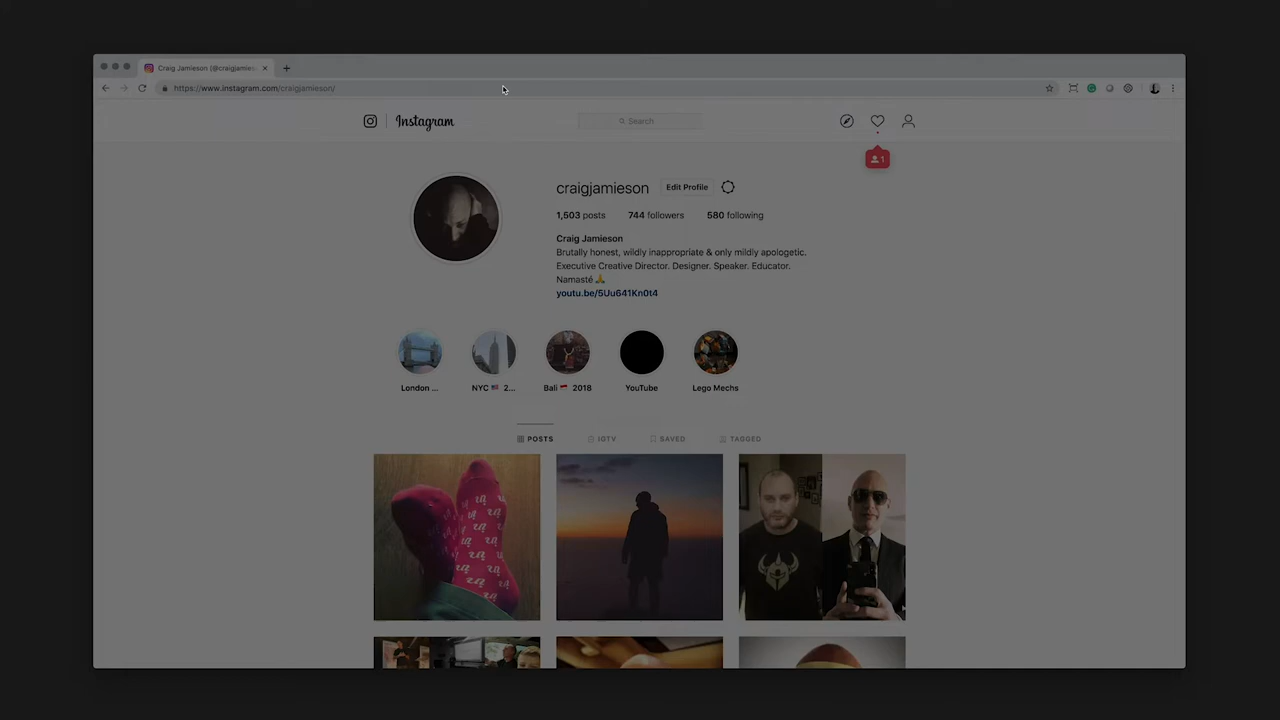 Craig Jamieson (@craigjamies
https://www.instagram.com/craigjamieson/
Instagram
Search
1
craigjamieson
Edit Profile
1,503 posts 744 followers 580 following
Craig Jamieson
Brutally honest, wildly inappropriate & only mildly apologetic.
Executive Creative Director. Designer. Speaker. Educator.
Namasté 🙏
youtu.be/5Uu641Kn0t4
London ... NYC 🇺🇸 2... Bali 🇮🇩 2018 YouTube Lego Mechs
POSTS IGTV SAVED TAGGED